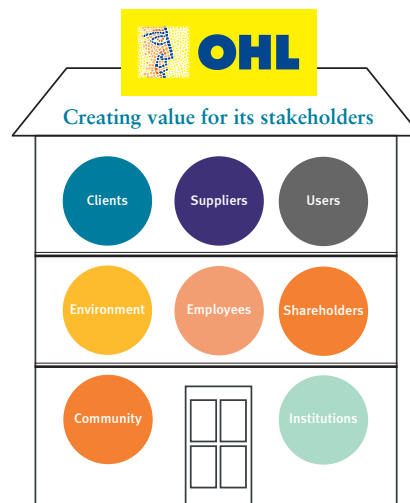 OHL
Creating value for its stakeholders
Clients
Suppliers
Users
Environment
Employees
Shareholders
Community
Institutions